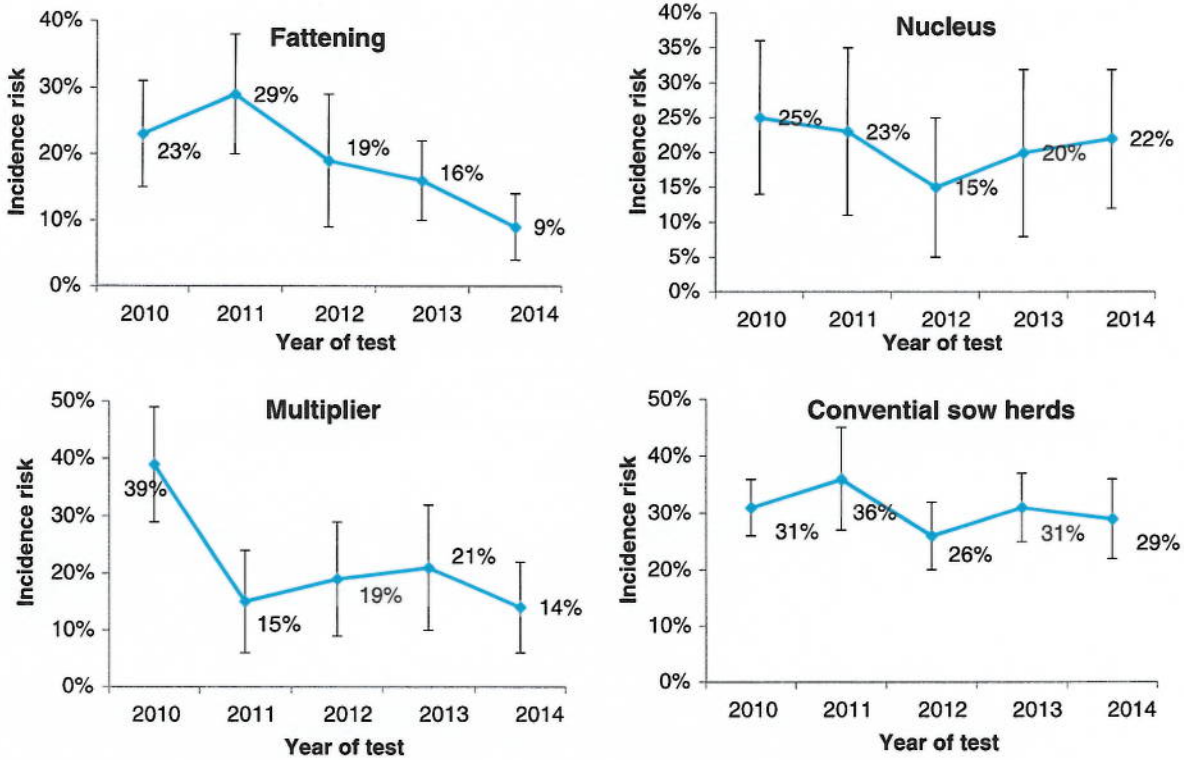 Fattening
Incidence risk
40%
30%
20%
10%
0%
23%
29%
19%
16%
9%
2010 2011 2012 2013 2014
Year of test
Nucleus
Incidence risk
40%
35%
30%
25%
20%
15%
10%
5%
0%
25%
23%
15%
20%
22%
2010 2011 2012 2013 2014
Year of test
Multiplier
Incidence risk
50%
40%
30%
20%
10%
0%
39%
15%
19%
21%
14%
2010 2011 2012 2013 2014
Year of test
Convential sow herds
Incidence risk
50%
40%
30%
20%
10%
0%
31%
36%
26%
31%
29%
2010 2011 2012 2013 2014
Year of test